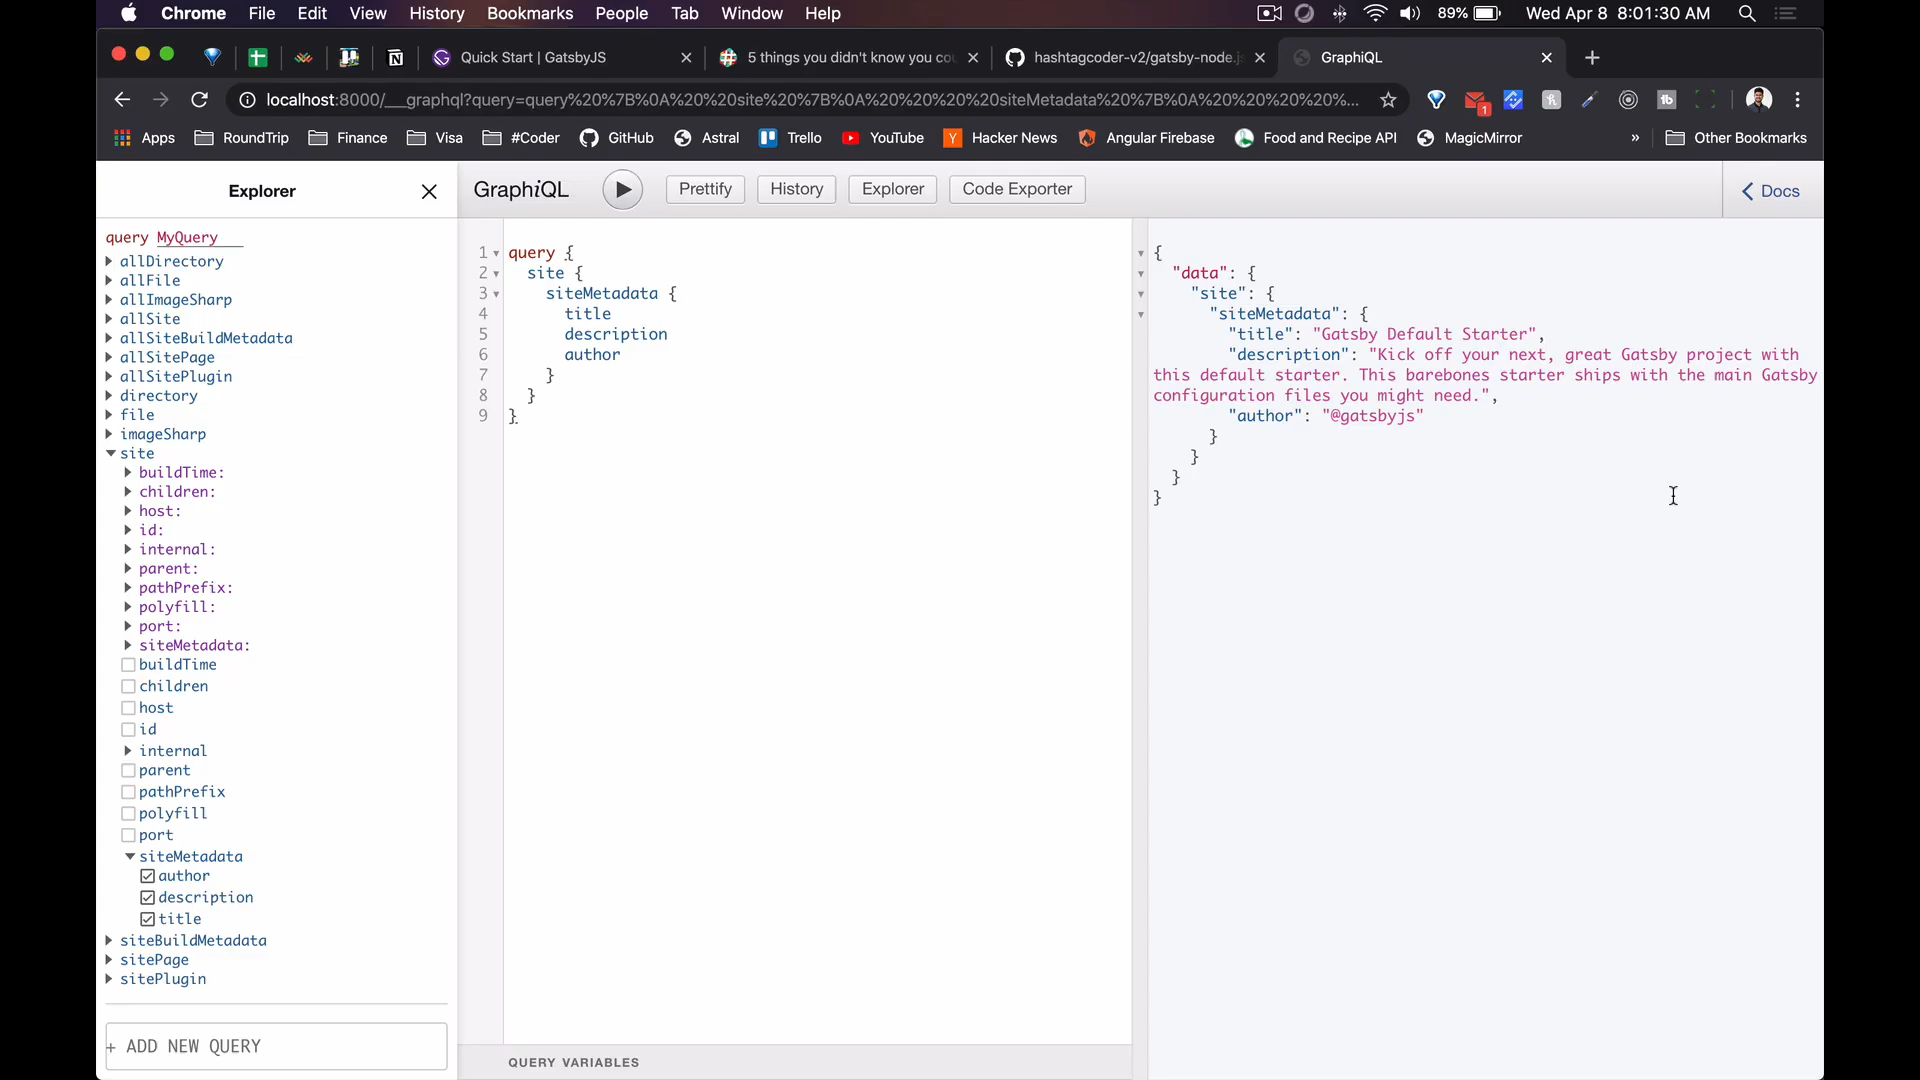 Chrome File Edit View History Bookmarks People Tab Window Help 89% Wed Apr 8 8:01:30 AM
Quick Start | GatsbyJS 5 things you didn't know you cou hashtagcoder-v2/gatsby-node.js GraphiQL
localhost:8000/___graphql?query=query%20%7B%0A%20%20site%20%7B%0A%20%20%20%20siteMetadata%20%7B%0A%20%20%20%20%20%... 1
Apps RoundTrip Finance Visa #Coder GitHub Astral Trello YouTube Hacker News Angular Firebase Food and Recipe API MagicMirror » Other Bookmarks
Explorer
GraphiQL Prettify History Explorer Code Exporter Docs
query MyQuery
allDirectory
allFile
allImageSharp
allSite
allSiteBuildMetadata
allSitePage
allSitePlugin
directory
file
imageSharp
site
buildTime:
children:
host:
id:
internal:
parent:
pathPrefix:
polyfill:
port:
siteMetadata:
buildTime
children
host
id
internal
parent
pathPrefix
polyfill
port
siteMetadata
author
description
title
siteBuildMetadata
sitePage
sitePlugin
+ ADD NEW QUERY
1 query {
2 site {
3 siteMetadata {
4 title
5 description
6 author
7 }
8 }
9 }
QUERY VARIABLES
{
"data": {
"site": {
"siteMetadata": {
"title": "Gatsby Default Starter",
"description": "Kick off your next, great Gatsby project with
this default starter. This barebones starter ships with the main Gatsby
configuration files you might need.",
"author": "@gatsbyjs"
}
}
}
}